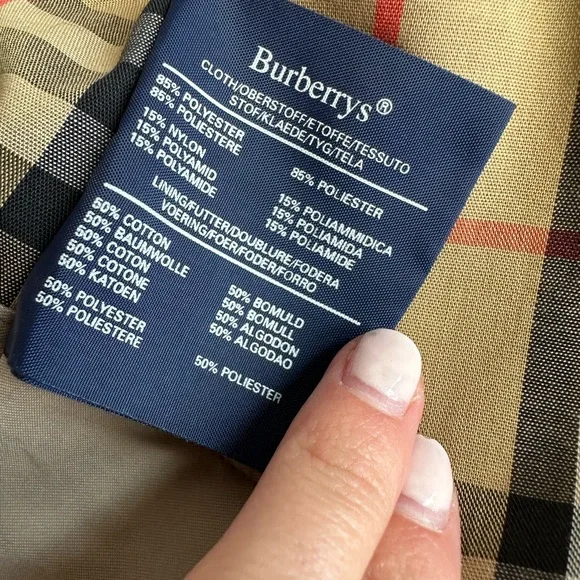 Burberrys®
CLOTH/OBERSTOFF/ETOFFE/TESSUTO
STOF/KLAEDE/TYG/TELA
85% POLYESTER
85% POLIESTERE
85% POLIESTER
15% NYLON
15% POLYAMID
15% POLYAMIDE
15% POLIAMMIDICA
15% POLIAMIDA
15% POLIAMIDE
LINING/FUTTER/DOUBLURE/FODERA
VOERING/FOER/FODER/FORRO
50% COTTON
50% BAUMWOLLE
50% COTON
50% COTONE
50% KATOEN
50% BOMULD
50% BOMULL
50% ALGODON
50% ALGODAO
50% POLYESTER
50% POLIESTERE
50% POLIESTER